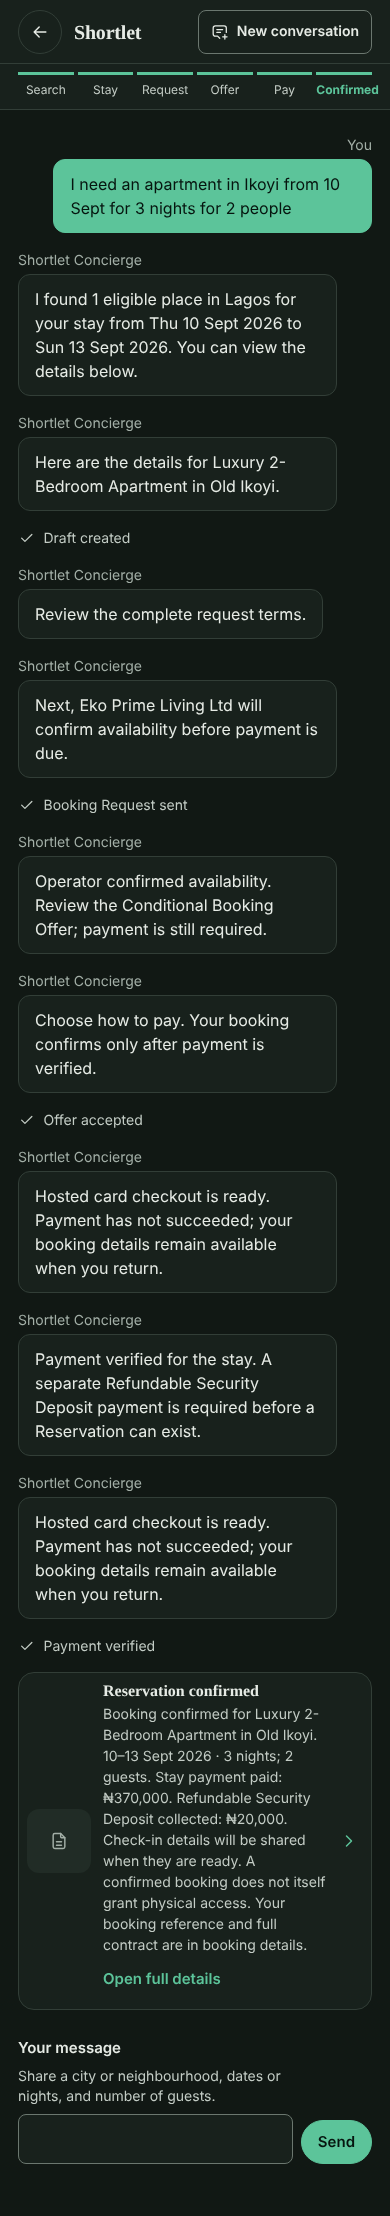 Shortlet
New conversation
Search
Stay
Request
Offer
Pay
Confirmed
You
I need an apartment in Ikoyi from 10
Sept for 3 nights for 2 people
Shortlet Concierge
I found 1 eligible place in Lagos for
your stay from Thu 10 Sept 2026 to
Sun 13 Sept 2026. You can view the
details below.
Shortlet Concierge
Here are the details for Luxury 2-
Bedroom Apartment in Old Ikoyi.
Draft created
Shortlet Concierge
Review the complete request terms.
Shortlet Concierge
Next, Eko Prime Living Ltd will
confirm availability before payment is
due.
Booking Request sent
Shortlet Concierge
Operator confirmed availability.
Review the Conditional Booking
Offer; payment is still required.
Shortlet Concierge
Choose how to pay. Your booking
confirms only after payment is
verified.
Offer accepted
Shortlet Concierge
Hosted card checkout is ready.
Payment has not succeeded; your
booking details remain available
when you return.
Shortlet Concierge
Payment verified for the stay. A
separate Refundable Security
Deposit payment is required before a
Reservation can exist.
Shortlet Concierge
Hosted card checkout is ready.
Payment has not succeeded; your
booking details remain available
when you return.
Payment verified
Reservation confirmed
Booking confirmed for Luxury 2-
Bedroom Apartment in Old Ikoyi.
10–13 Sept 2026 · 3 nights; 2
guests. Stay payment paid:
₦370,000. Refundable Security
Deposit collected: ₦20,000.
Check-in details will be shared
when they are ready. A
confirmed booking does not itself
grant physical access. Your
booking reference and full
contract are in booking details.
Open full details
Your message
Share a city or neighbourhood, dates or
nights, and number of guests.
Send